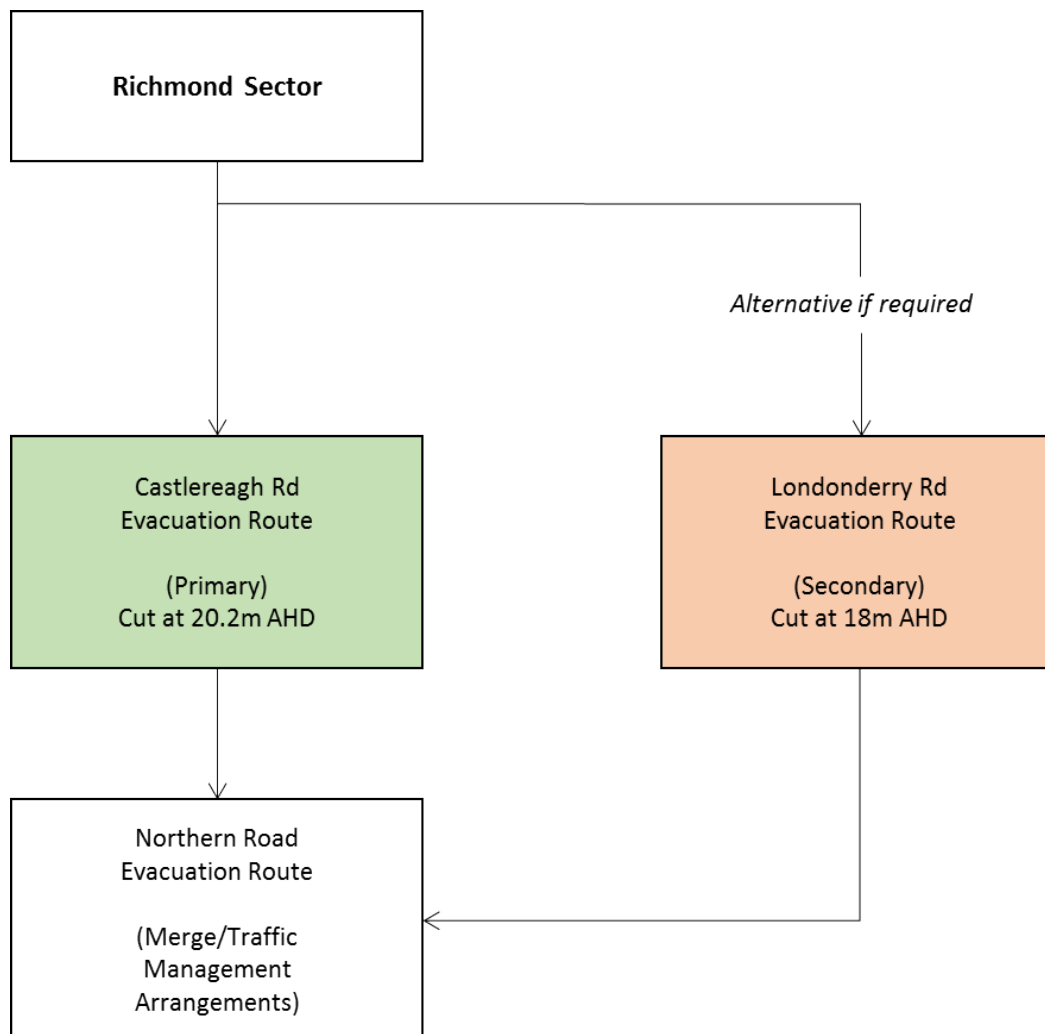 Richmond Sector
Alternative if required
Castlereagh Rd
Evacuation Route
(Primary)
Cut at 20.2m AHD
Londonderry Rd
Evacuation Route
(Secondary)
Cut at 18m AHD
Northern Road
Evacuation Route
(Merge/Traffic
Management
Arrangements)